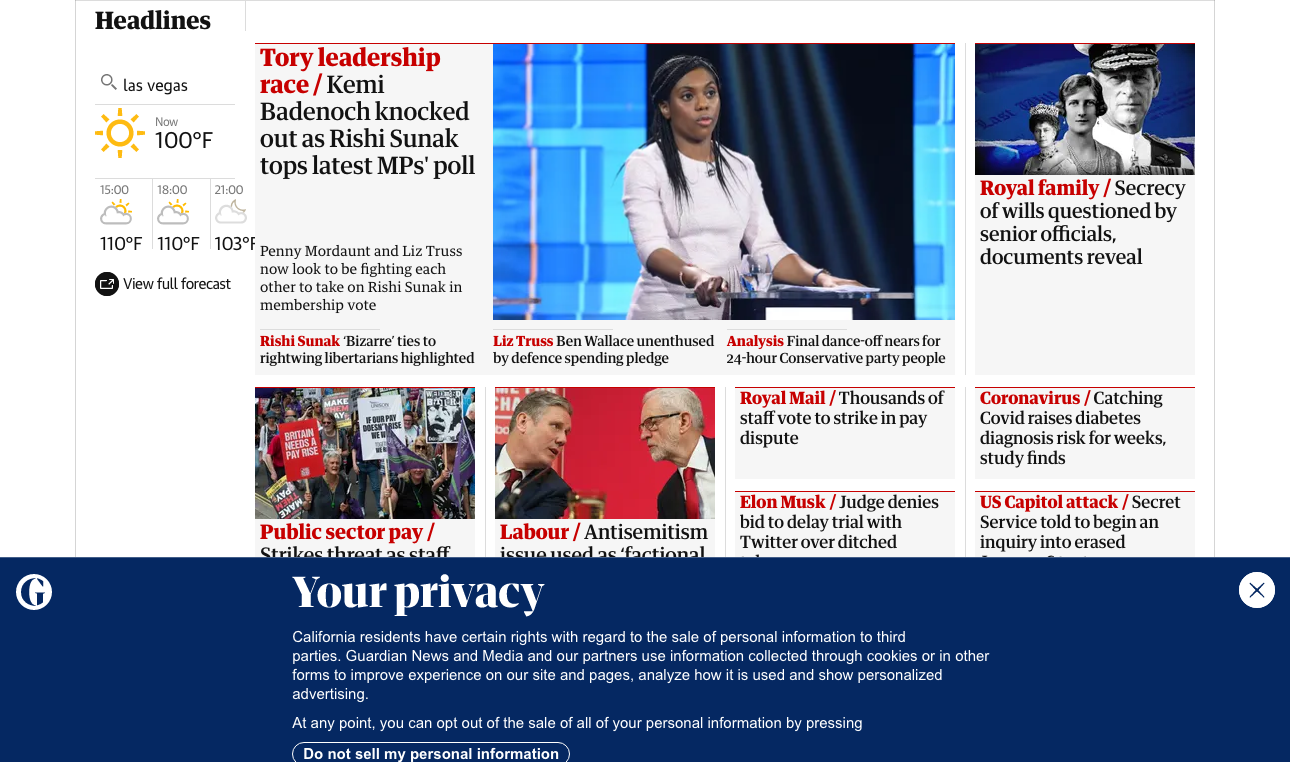 Headlines
las vegas
Now
100°F
15:00
18:00
21:00
110°F
110°F
103°F
View full forecast
Tory leadership
race / Kemi
Badenoch knocked
out as Rishi Sunak
tops latest MPs' poll
Penny Mordaunt and Liz Truss
now look to be fighting each
other to take on Rishi Sunak in
membership vote
Rishi Sunak ‘Bizarre’ ties to
rightwing libertarians highlighted
Liz Truss Ben Wallace unenthused
by defence spending pledge
Analysis Final dance-off nears for
24-hour Conservative party people
Royal family / Secrecy
of wills questioned by
senior officials,
documents reveal
BRITAIN
NEEDS A
PAY RISE
MAKE
THEM
PAY
UNISON
IF OUR PAY
DOESN'T RISE
Public sector pay /
Strikes threat as staff
Labour / Antisemitism
issue used as ‘factional
Royal Mail / Thousands of
staff vote to strike in pay
dispute
Elon Musk / Judge denies
bid to delay trial with
Twitter over ditched
Coronavirus / Catching
Covid raises diabetes
diagnosis risk for weeks,
study finds
US Capitol attack / Secret
Service told to begin an
inquiry into erased
Your privacy
California residents have certain rights with regard to the sale of personal information to third
parties. Guardian News and Media and our partners use information collected through cookies or in other
forms to improve experience on our site and pages, analyze how it is used and show personalized
advertising.
At any point, you can opt out of the sale of all of your personal information by pressing
Do not sell my personal information